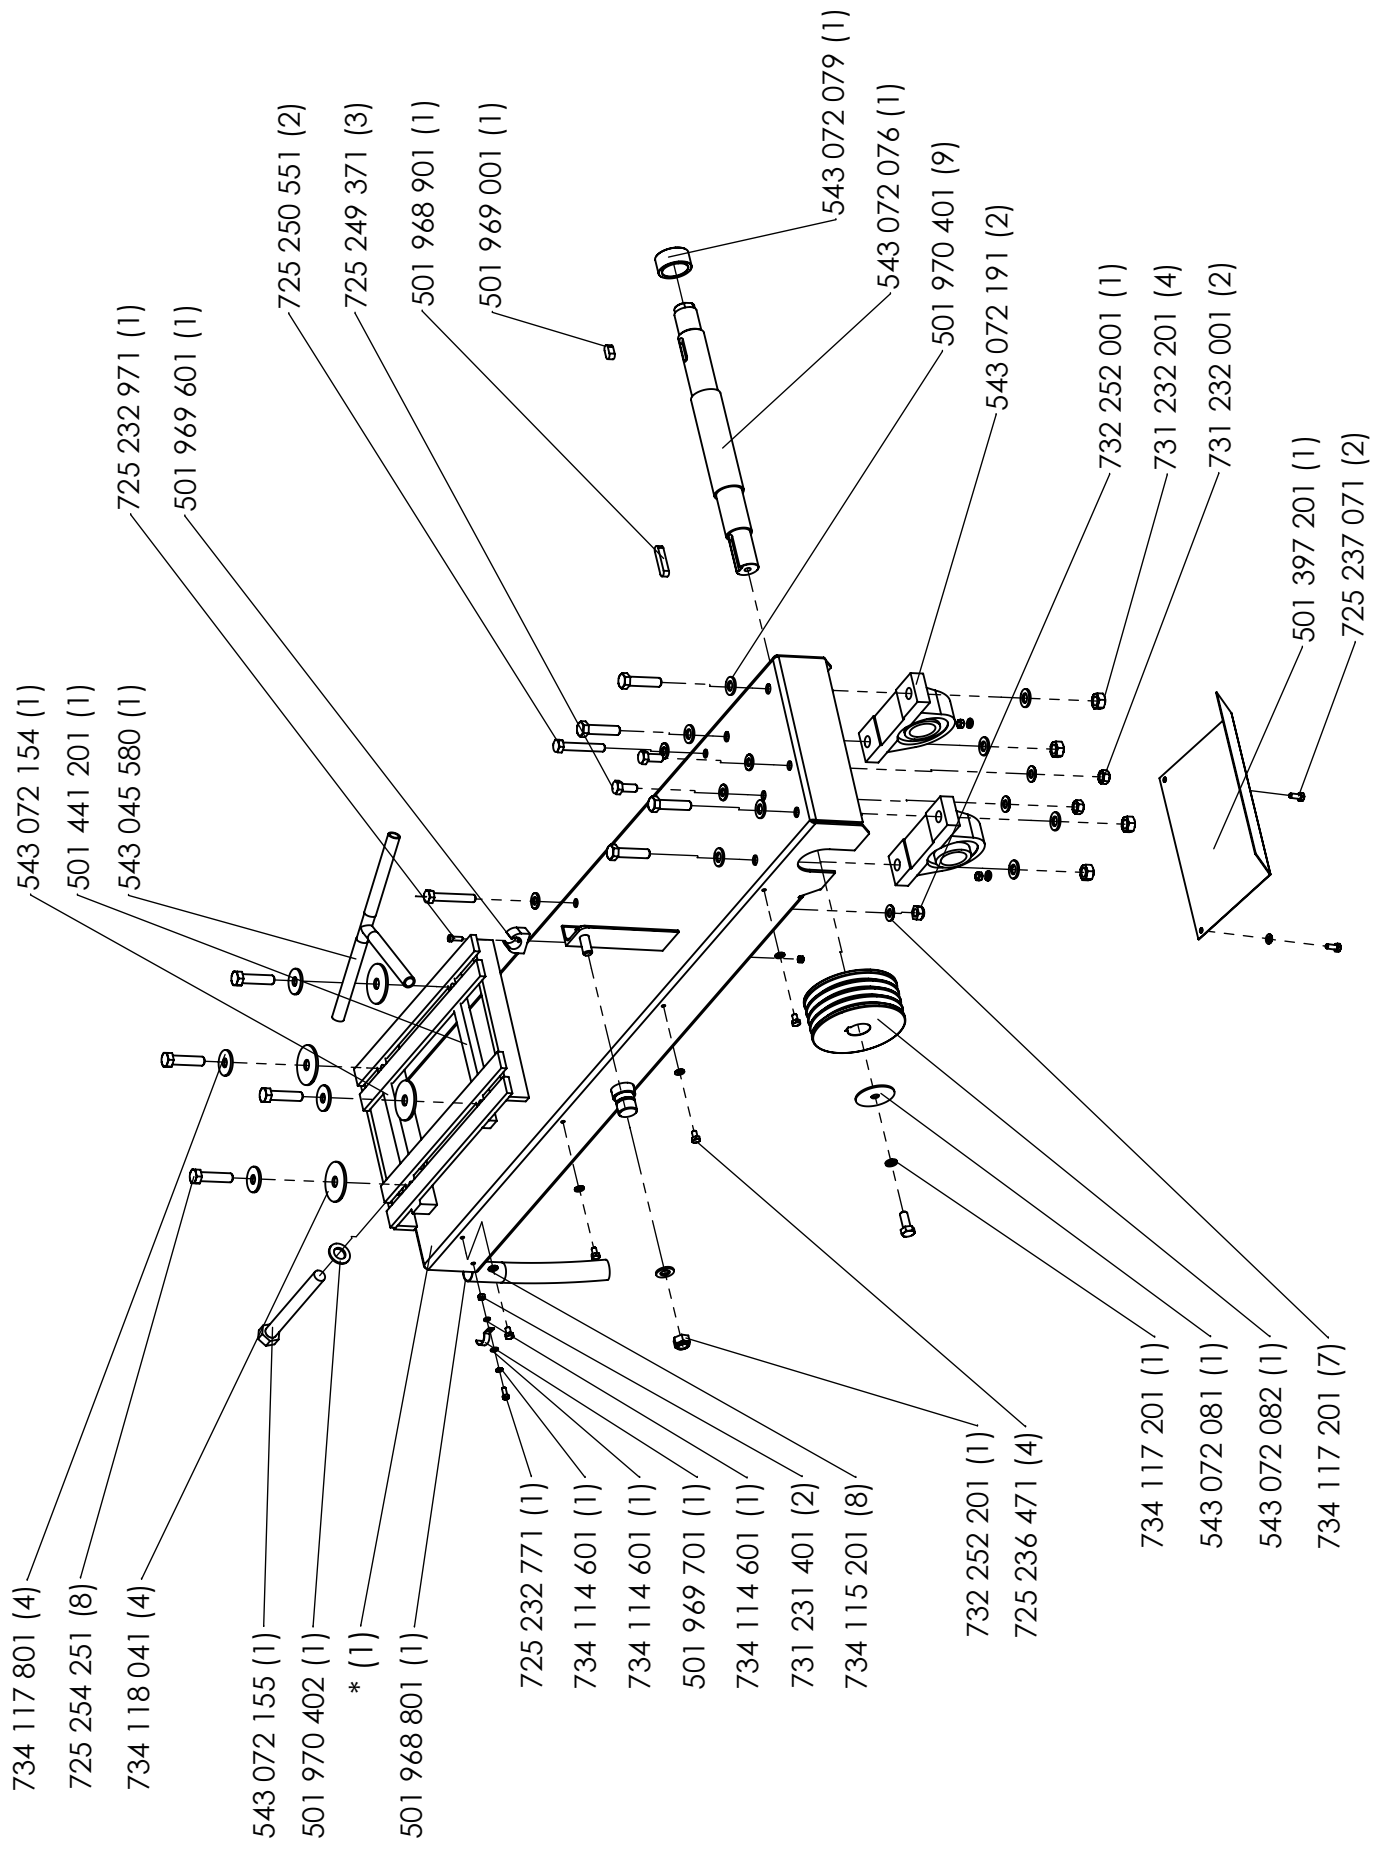 734 117 801 (4)
725 254 251 (8)
734 118 041 (4)
543 072 155 (1)
501 970 402 (1)
* (1)
501 968 801 (1)
725 232 771 (1)
734 114 601 (1)
734 114 601 (1)
501 969 701 (1)
734 114 601 (1)
731 231 401 (2)
734 115 201 (8)
732 252 201 (1)
725 236 471 (4)
734 117 201 (1)
543 072 081 (1)
543 072 082 (1)
734 117 201 (7)
543 072 154 (1)
501 441 201 (1)
543 045 580 (1)
725 232 971 (1)
501 969 601 (1)
725 250 551 (2)
725 249 371 (3)
501 968 901 (1)
501 969 001 (1)
543 072 079 (1)
543 072 076 (1)
501 970 401 (9)
543 072 191 (2)
732 252 001 (1)
731 232 201 (4)
731 232 001 (2)
501 397 201 (1)
725 237 071 (2)